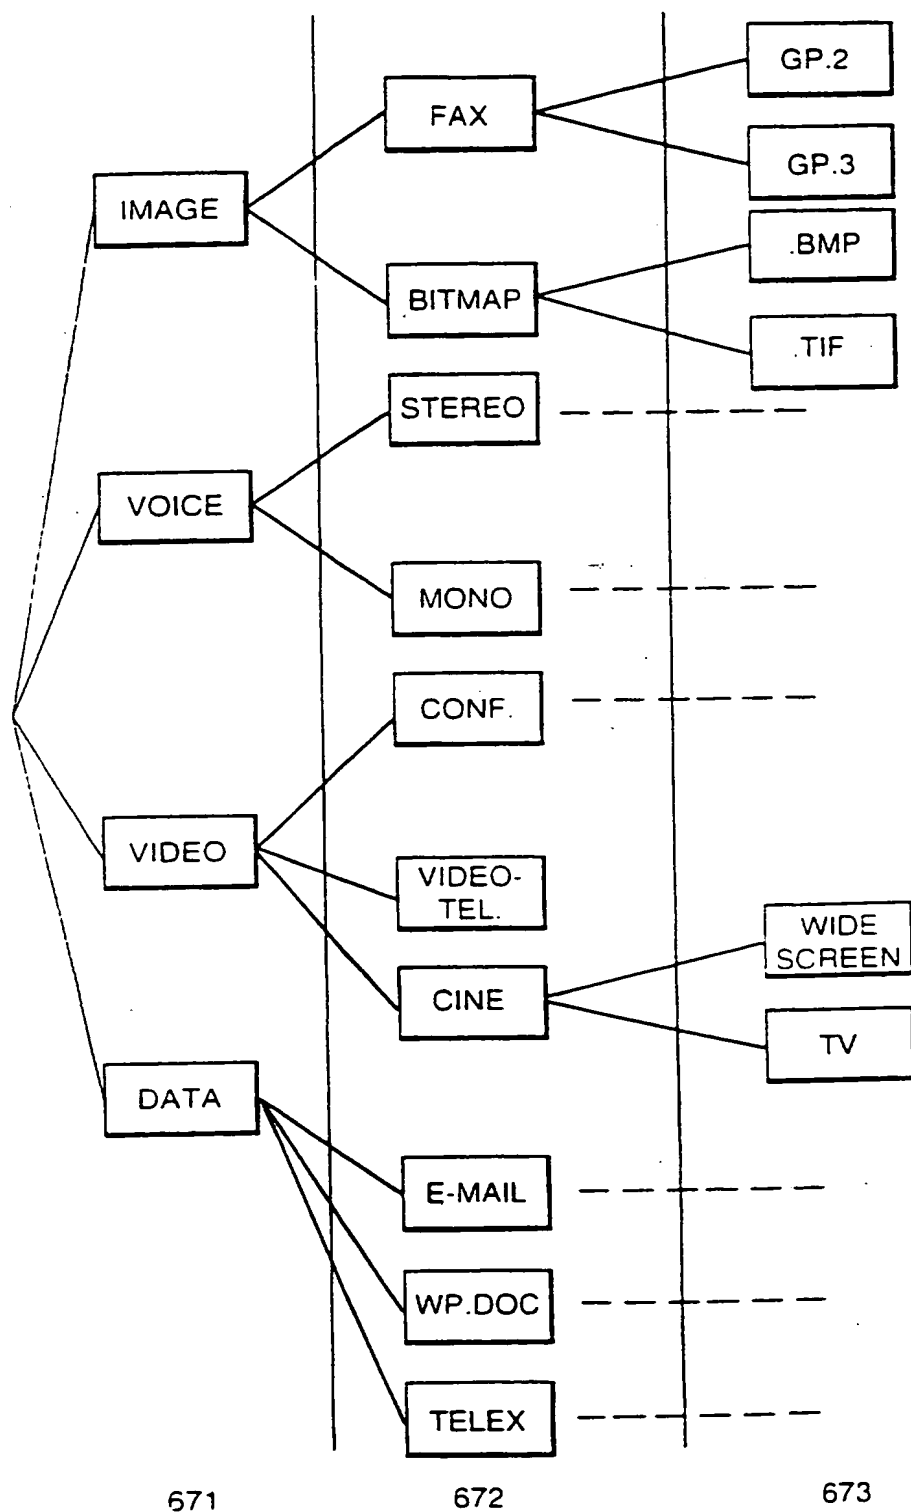 GP.2
FAX
GP.3
IMAGE
.BMP
BITMAP
.TIF
STEREO
VOICE
MONO
CONF.
VIDEO
VIDEO-
TEL.
WIDE
SCREEN
CINE
TV
DATA
E-MAIL
WP.DOC
TELEX
671
672
673